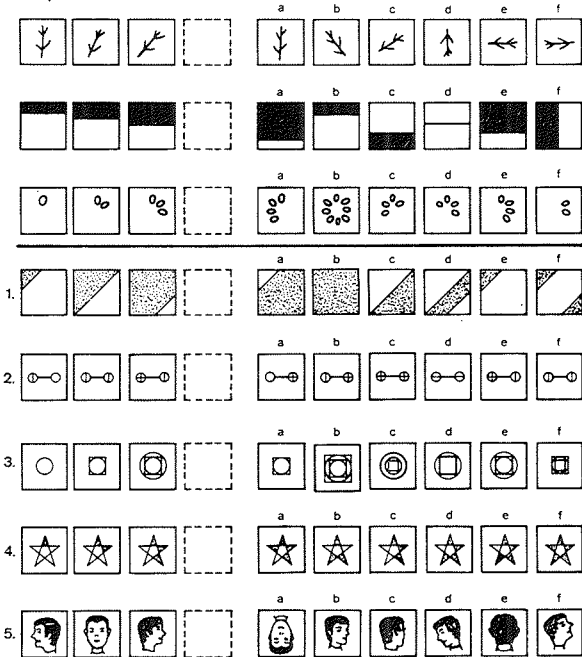 a b c d e f
a b c d e f
a b c d e f
1. a b c d e f
2. a b c d e f
3. a b c d e f
4. a b c d e f
5. a b c d e f